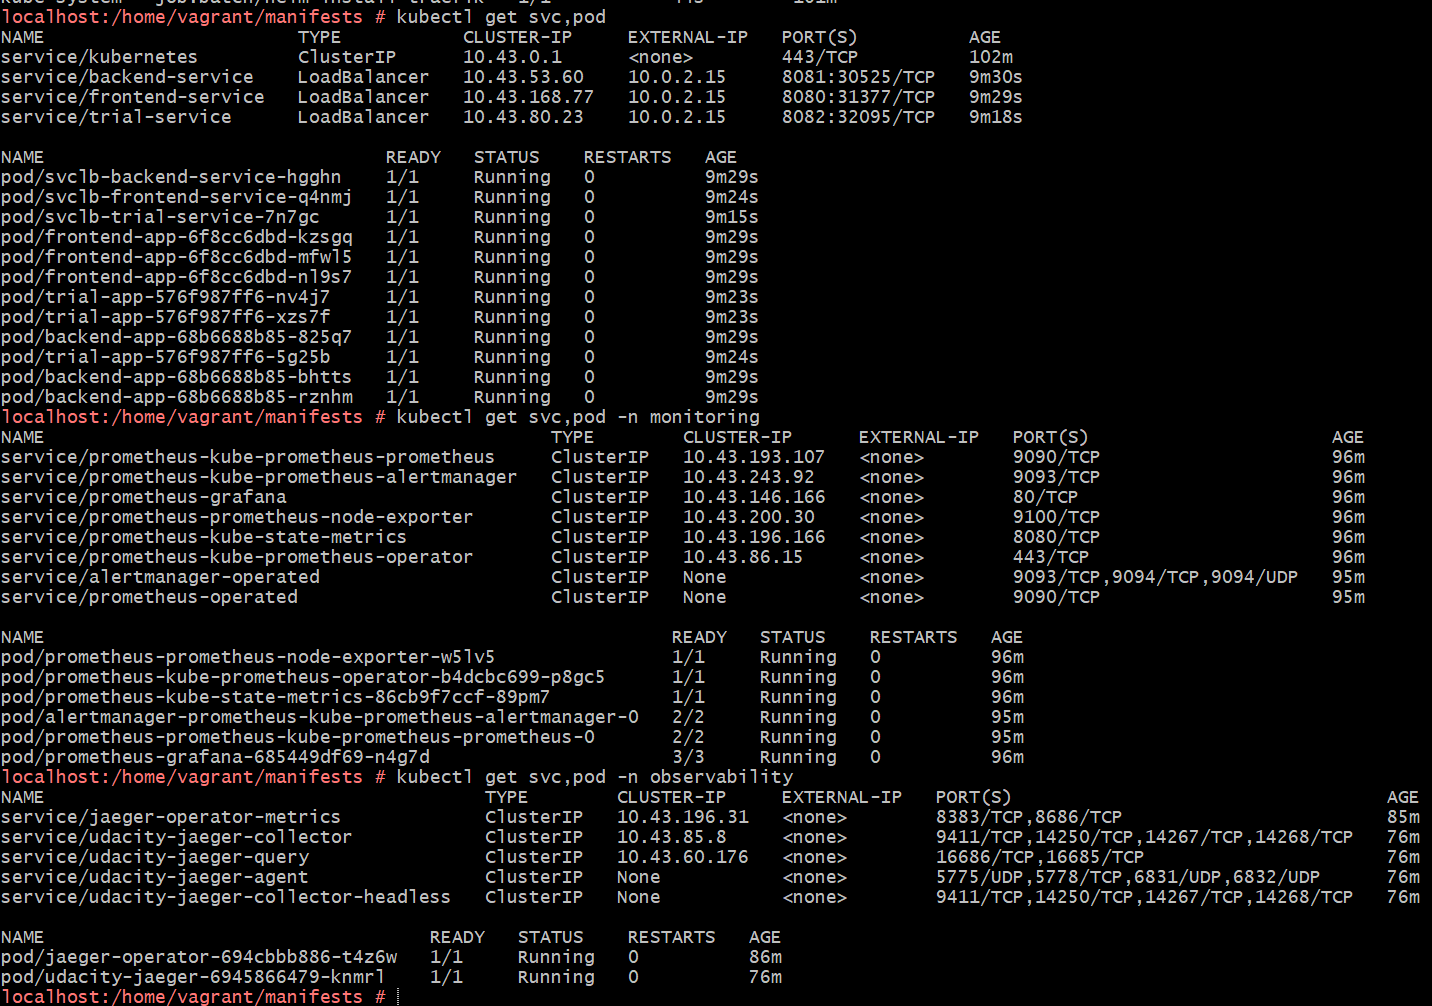 kube-system   job.batch/helm-install-traefik   1/1           44s        101m
localhost:/home/vagrant/manifests # kubectl get svc,pod
NAME                       TYPE           CLUSTER-IP      EXTERNAL-IP   PORT(S)          AGE
service/kubernetes         ClusterIP      10.43.0.1       <none>        443/TCP          102m
service/backend-service    LoadBalancer   10.43.53.60     10.0.2.15     8081:30525/TCP   9m30s
service/frontend-service   LoadBalancer   10.43.168.77    10.0.2.15     8080:31377/TCP   9m29s
service/trial-service      LoadBalancer   10.43.80.23     10.0.2.15     8082:32095/TCP   9m18s
NAME                               READY   STATUS    RESTARTS   AGE
pod/svclb-backend-service-hgghn    1/1     Running   0          9m29s
pod/svclb-frontend-service-q4nmj   1/1     Running   0          9m24s
pod/svclb-trial-service-7n7gc      1/1     Running   0          9m15s
pod/frontend-app-6f8cc6dbd-kzsgq   1/1     Running   0          9m29s
pod/frontend-app-6f8cc6dbd-mfwl5   1/1     Running   0          9m29s
pod/frontend-app-6f8cc6dbd-nl9s7   1/1     Running   0          9m29s
pod/trial-app-576f987ff6-nv4j7     1/1     Running   0          9m23s
pod/trial-app-576f987ff6-xzs7f     1/1     Running   0          9m23s
pod/backend-app-68b6688b85-825q7   1/1     Running   0          9m29s
pod/trial-app-576f987ff6-5g25b     1/1     Running   0          9m24s
pod/backend-app-68b6688b85-bhtts   1/1     Running   0          9m29s
pod/backend-app-68b6688b85-rznhm   1/1     Running   0          9m29s
localhost:/home/vagrant/manifests # kubectl get svc,pod -n monitoring
NAME                                              TYPE        CLUSTER-IP      EXTERNAL-IP   PORT(S)                      AGE
service/prometheus-kube-prometheus-prometheus     ClusterIP   10.43.193.107   <none>        9090/TCP                     96m
service/prometheus-kube-prometheus-alertmanager   ClusterIP   10.43.243.92    <none>        9093/TCP                     96m
service/prometheus-grafana                        ClusterIP   10.43.146.166   <none>        80/TCP                       96m
service/prometheus-prometheus-node-exporter       ClusterIP   10.43.200.30    <none>        9100/TCP                     96m
service/prometheus-kube-state-metrics             ClusterIP   10.43.196.166   <none>        8080/TCP                     96m
service/prometheus-kube-prometheus-operator       ClusterIP   10.43.86.15     <none>        443/TCP                      96m
service/alertmanager-operated                     ClusterIP   None            <none>        9093/TCP,9094/TCP,9094/UDP   95m
service/prometheus-operated                       ClusterIP   None            <none>        9090/TCP                     95m
NAME                                                         READY   STATUS    RESTARTS   AGE
pod/prometheus-prometheus-node-exporter-w5lv5                1/1     Running   0          96m
pod/prometheus-kube-prometheus-operator-b4dcbc699-p8gc5      1/1     Running   0          96m
pod/prometheus-kube-state-metrics-86cb9f7ccf-89pm7           1/1     Running   0          96m
pod/alertmanager-prometheus-kube-prometheus-alertmanager-0   2/2     Running   0          95m
pod/prometheus-prometheus-kube-prometheus-prometheus-0       2/2     Running   0          95m
pod/prometheus-grafana-685449df69-n4g7d                      3/3     Running   0          96m
localhost:/home/vagrant/manifests # kubectl get svc,pod -n observability
NAME                                        TYPE        CLUSTER-IP     EXTERNAL-IP   PORT(S)                                  AGE
service/jaeger-operator-metrics             ClusterIP   10.43.196.31   <none>        8383/TCP,8686/TCP                        85m
service/udacity-jaeger-collector            ClusterIP   10.43.85.8     <none>        9411/TCP,14250/TCP,14267/TCP,14268/TCP   76m
service/udacity-jaeger-query                ClusterIP   10.43.60.176   <none>        16686/TCP,16685/TCP                      76m
service/udacity-jaeger-agent                ClusterIP   None           <none>        5775/UDP,5778/TCP,6831/UDP,6832/UDP      76m
service/udacity-jaeger-collector-headless   ClusterIP   None           <none>        9411/TCP,14250/TCP,14267/TCP,14268/TCP   76m
NAME                                   READY   STATUS    RESTARTS   AGE
pod/jaeger-operator-694cbbb886-t4z6w   1/1     Running   0          86m
pod/udacity-jaeger-6945866479-knmrl    1/1     Running   0          76m
localhost:/home/vagrant/manifests #